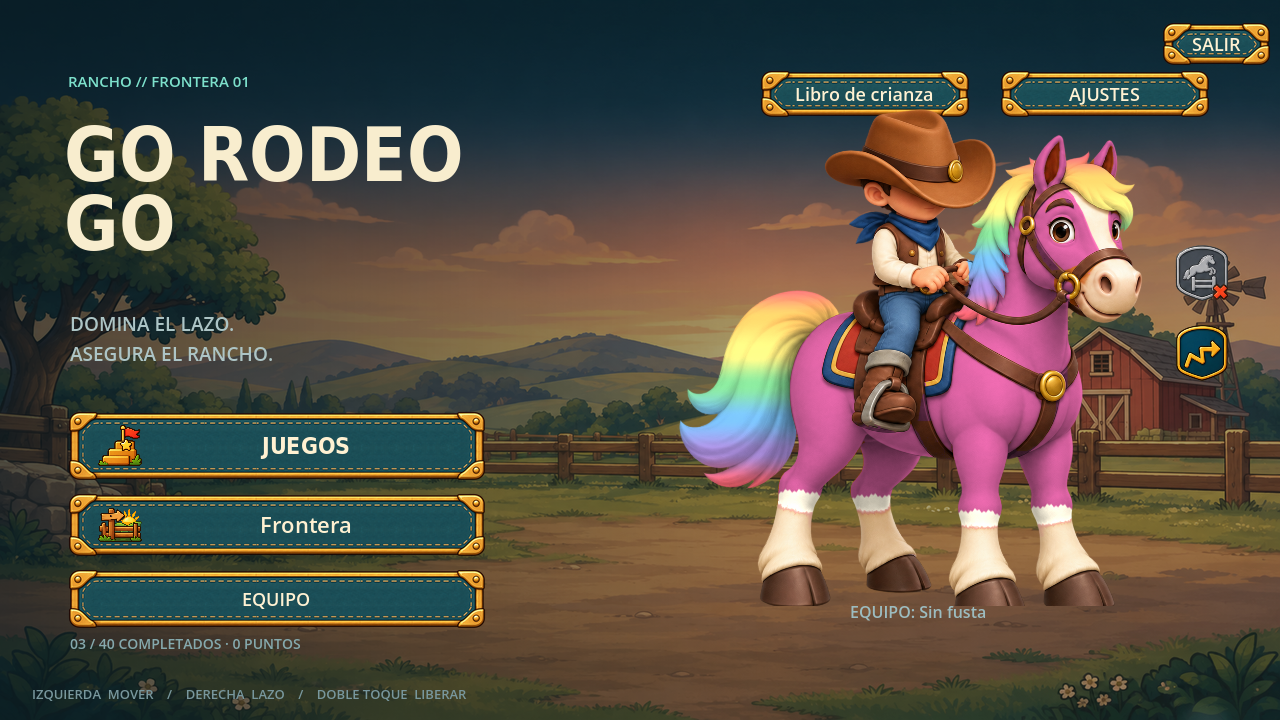 SALIR
RANCHO // FRONTERA 01
Libro de crianza
AJUSTES
GO RODEO
GO
DOMINA EL LAZO.
ASEGURA EL RANCHO.
JUEGOS
Frontera
EQUIPO
EQUIPO: Sin fusta
03 / 40 COMPLETADOS · 0 PUNTOS
IZQUIERDA MOVER / DERECHA LAZO / DOBLE TOQUE LIBERAR